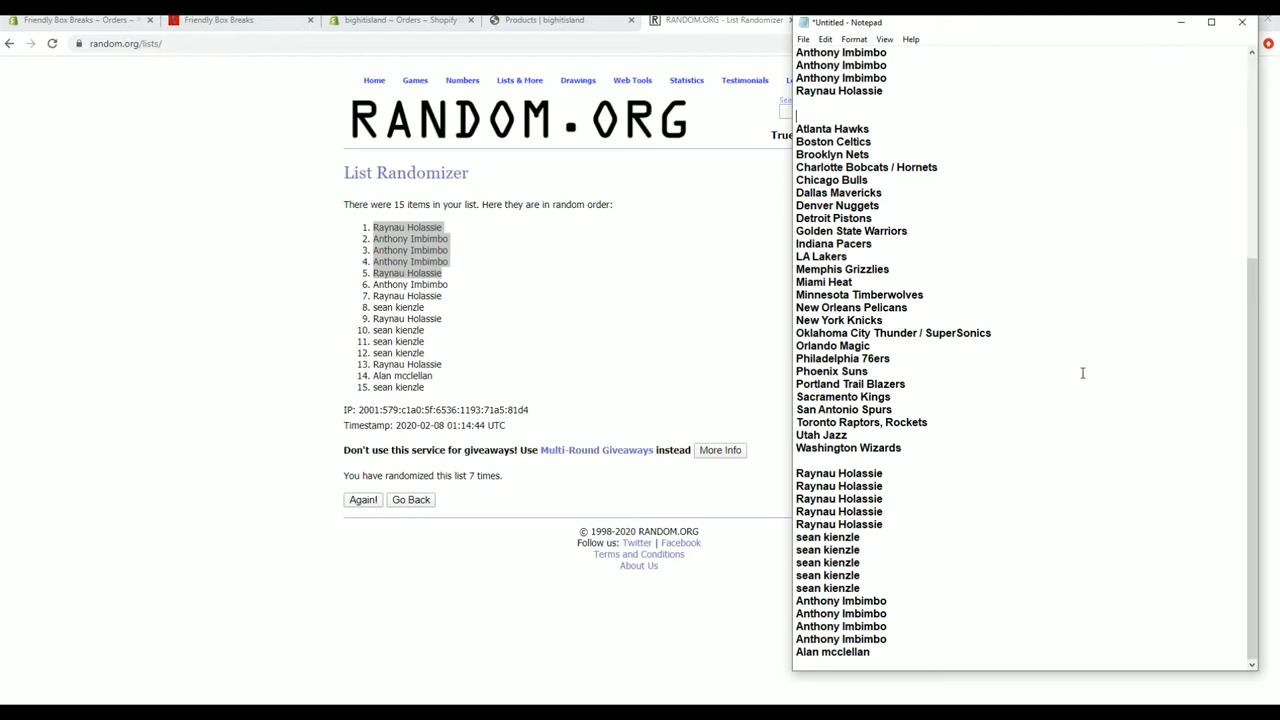 Friendly Box Breaks ~ Orders ~
Friendly Box Breaks
bighitisland ~ Orders ~ Shopify
Products | bighitisland
RANDOM.ORG - List Randomizer
random.org/lists/
Home Games Numbers Lists & More Drawings Web Tools Statistics Testimonials
RANDOM.ORG
True
List Randomizer
There were 15 items in your list. Here they are in random order:
1. Raynau Holassie
2. Anthony Imbimbo
3. Anthony Imbimbo
4. Anthony Imbimbo
5. Raynau Holassie
6. Anthony Imbimbo
7. Raynau Holassie
8. sean kienzle
9. Raynau Holassie
10. sean kienzle
11. sean kienzle
12. sean kienzle
13. Raynau Holassie
14. Alan mcclellan
15. sean kienzle
IP: 2001:579:c1a0:5f:6536:1193:71a5:81d4
Timestamp: 2020-02-08 01:14:44 UTC
Don't use this service for giveaways! Use Multi-Round Giveaways instead More Info
You have randomized this list 7 times.
Again! Go Back
© 1998-2020 RANDOM.ORG
Follow us: Twitter | Facebook
Terms and Conditions
About Us
*Untitled - Notepad
File Edit Format View Help
Anthony Imbimbo
Anthony Imbimbo
Anthony Imbimbo
Raynau Holassie
Atlanta Hawks
Boston Celtics
Brooklyn Nets
Charlotte Bobcats / Hornets
Chicago Bulls
Dallas Mavericks
Denver Nuggets
Detroit Pistons
Golden State Warriors
Indiana Pacers
LA Lakers
Memphis Grizzlies
Miami Heat
Minnesota Timberwolves
New Orleans Pelicans
New York Knicks
Oklahoma City Thunder / SuperSonics
Orlando Magic
Philadelphia 76ers
Phoenix Suns
Portland Trail Blazers
Sacramento Kings
San Antonio Spurs
Toronto Raptors, Rockets
Utah Jazz
Washington Wizards
Raynau Holassie
Raynau Holassie
Raynau Holassie
Raynau Holassie
Raynau Holassie
sean kienzle
sean kienzle
sean kienzle
sean kienzle
sean kienzle
Anthony Imbimbo
Anthony Imbimbo
Anthony Imbimbo
Anthony Imbimbo
Alan mcclellan